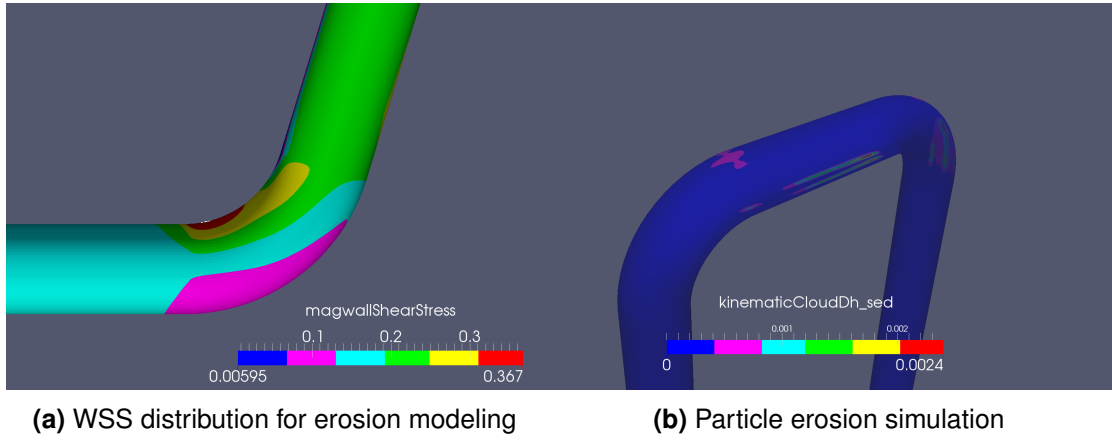 magwallShearStress
0.1 0.2 0.3
0.00595 0.367
kinematicCloudDh_sed
0.001 0.002
0 0.0024
(a) WSS distribution for erosion modeling
(b) Particle erosion simulation